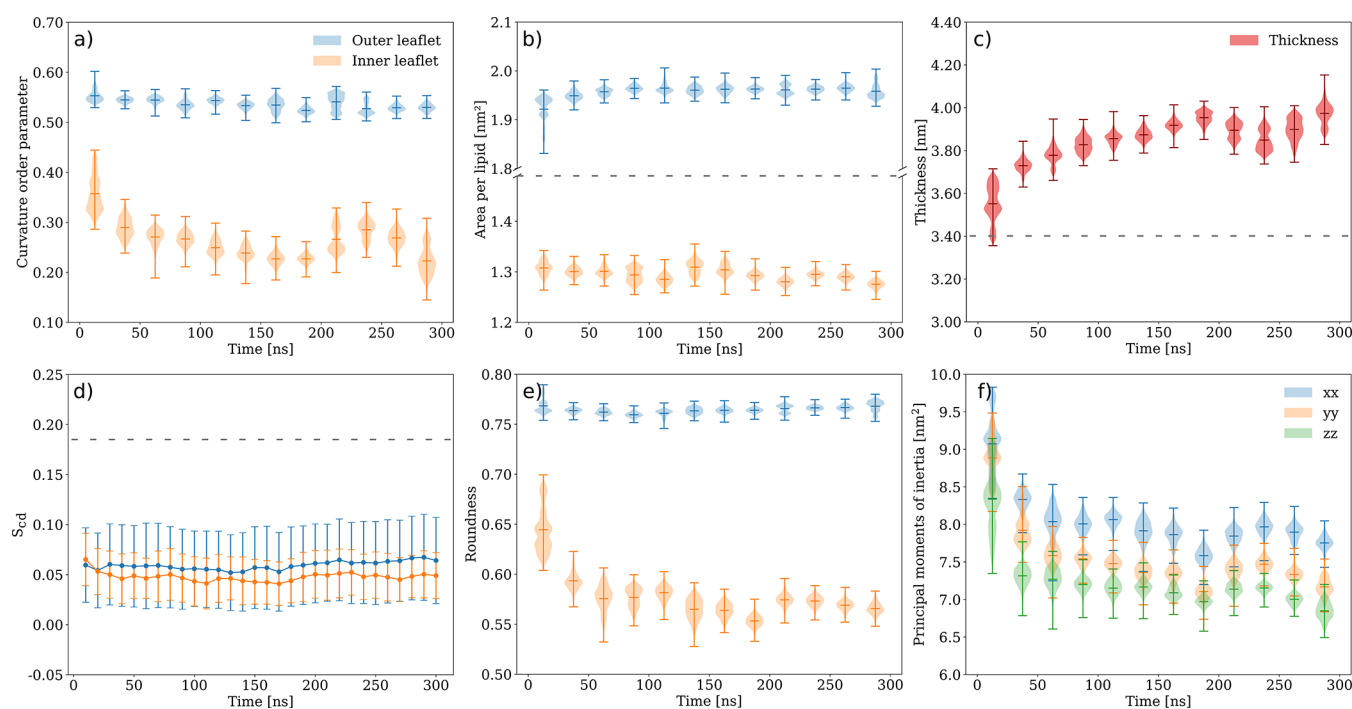 a)
Outer leaflet
Inner leaflet
Curvature order parameter
0.70
0.60
0.50
0.40
0.30
0.20
0.10
0 50 100 150 200 250 300
Time [ns]
b)
Area per lipid [nm²]
2.1
2.0
1.9
1.8
1.4
1.3
1.2
0 50 100 150 200 250 300
Time [ns]
c)
Thickness
Thickness [nm]
4.40
4.20
4.00
3.80
3.60
3.40
3.20
3.00
0 50 100 150 200 250 300
Time [ns]
d)
Scd
0.25
0.20
0.15
0.10
0.05
0.00
-0.05
0 50 100 150 200 250 300
Time [ns]
e)
Roundness
0.80
0.75
0.70
0.65
0.60
0.55
0.50
0 50 100 150 200 250 300
Time [ns]
f)
xx
yy
zz
Principal moments of inertia [nm²]
10.0
9.5
9.0
8.5
8.0
7.5
7.0
6.5
6.0
0 50 100 150 200 250 300
Time [ns]